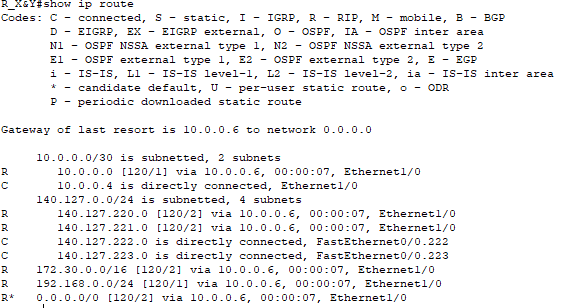 R_X&Y#show ip route
Codes: C - connected, S - static, I - IGRP, R - RIP, M - mobile, B - BGP
D - EIGRP, EX - EIGRP external, O - OSPF, IA - OSPF inter area
N1 - OSPF NSSA external type 1, N2 - OSPF NSSA external type 2
E1 - OSPF external type 1, E2 - OSPF external type 2, E - EGP
i - IS-IS, L1 - IS-IS level-1, L2 - IS-IS level-2, ia - IS-IS inter area
* - candidate default, U - per-user static route, o - ODR
P - periodic downloaded static route
Gateway of last resort is 10.0.0.6 to network 0.0.0.0
10.0.0.0/30 is subnetted, 2 subnets
R 10.0.0.0 [120/1] via 10.0.0.6, 00:00:07, Ethernet1/0
C 10.0.0.4 is directly connected, Ethernet1/0
140.127.0.0/24 is subnetted, 4 subnets
R 140.127.220.0 [120/2] via 10.0.0.6, 00:00:07, Ethernet1/0
R 140.127.221.0 [120/2] via 10.0.0.6, 00:00:07, Ethernet1/0
C 140.127.222.0 is directly connected, FastEthernet0/0.222
C 140.127.223.0 is directly connected, FastEthernet0/0.223
R 172.30.0.0/16 [120/2] via 10.0.0.6, 00:00:07, Ethernet1/0
R 192.168.0.0/24 [120/1] via 10.0.0.6, 00:00:07, Ethernet1/0
R* 0.0.0.0/0 [120/2] via 10.0.0.6, 00:00:07, Ethernet1/0